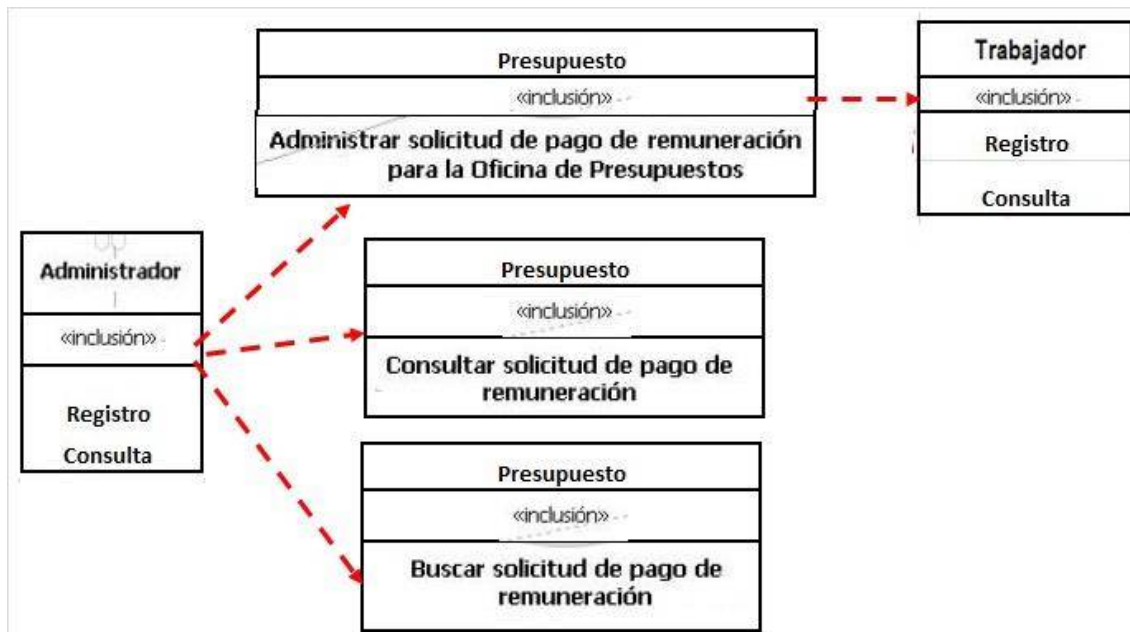 Presupuesto
«inclusión»
Administrar solicitud de pago de remuneración
para la Oficina de Presupuestos
Trabajador
«inclusión»
Registro
Consulta
Administrador
«inclusión»
Registro
Consulta
Presupuesto
«inclusión»
Consultar solicitud de pago de
remuneración
Presupuesto
«inclusión»
Buscar solicitud de pago de
remuneración